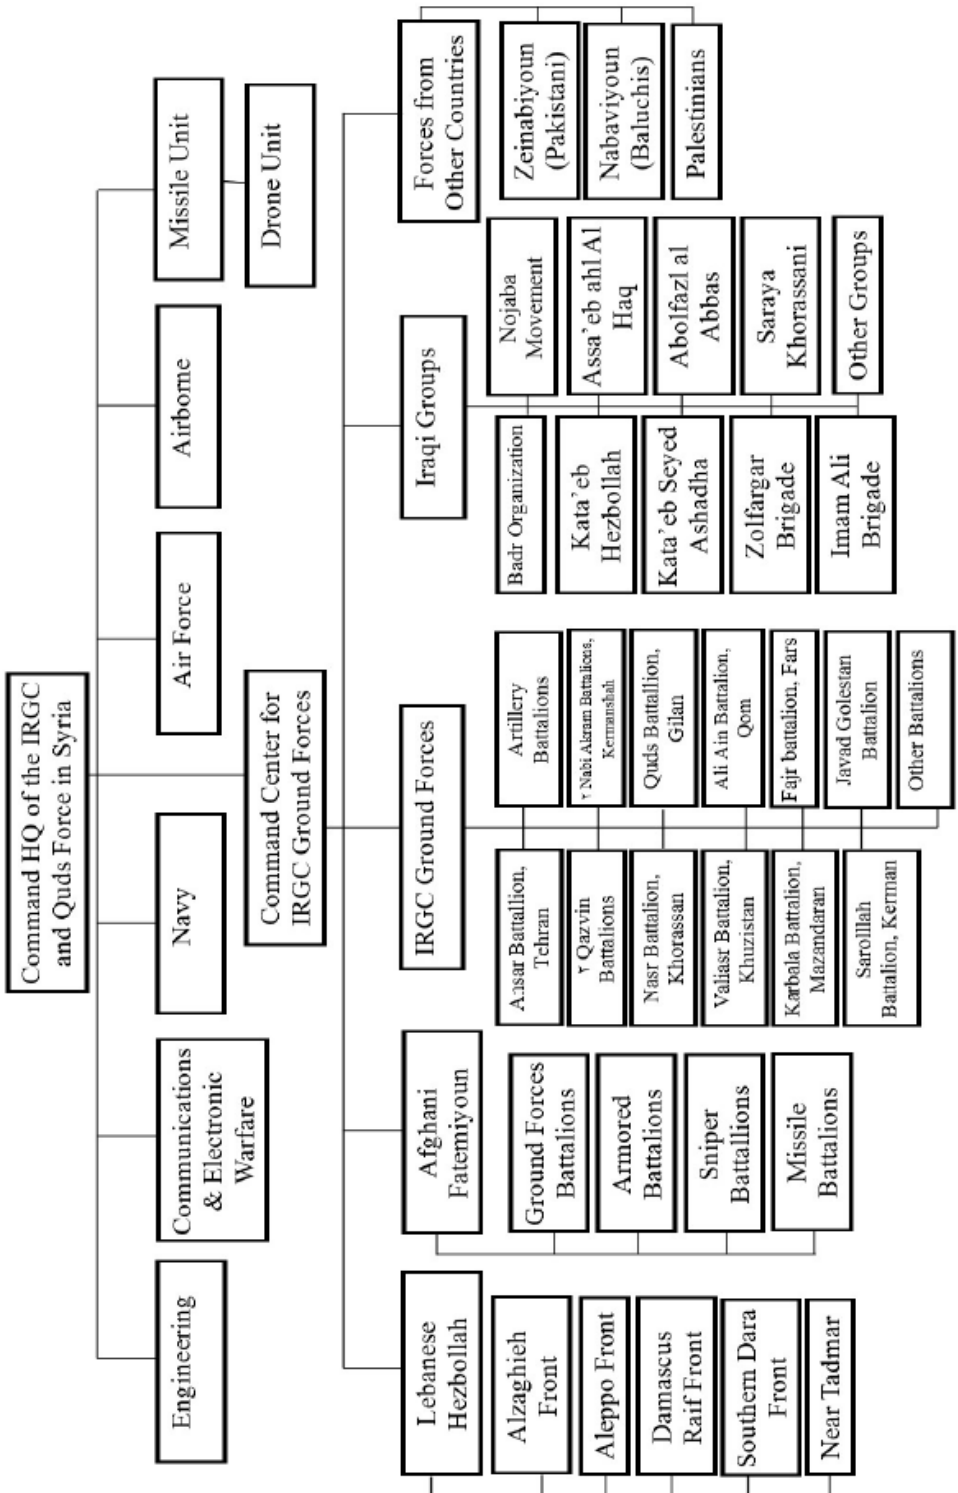 Command HQ of the IRGC
and Quds Force in Syria
Engineering
Communications
& Electronic
Warfare
Navy
Air Force
Airborne
Missile Unit
Drone Unit
Command Center for
IRGC Ground Forces
Lebanese
Hezbollah
Alzaghieh
Front
Aleppo Front
Damascus
Raif Front
Southern Dara
Front
Near Tadmar
Afghani
Fatemiyoun
Ground Forces
Battalions
Armored
Battalions
Sniper
Battallions
Missile
Battalions
IRGC Ground Forces
Ansar Battallion,
Tehran
Artillery
Battalions
٢ Qazvin
Battalions
٢ Nabi Akram Battalions,
Kermanshah
Nasr Battalion,
Khorassan
Quds Battallion,
Gilan
Valiasr Battalion,
Khuzistan
Ali Ain Battalion,
Qom
Karbala Battalion,
Mazandaran
Fajr battalion, Fars
Sarolllah
Battalion, Kerman
Javad Golestan
Battalion
Other Battalions
Iraqi Groups
Badr Organization
Nojaba
Movement
Kata’eb
Hezbollah
Assa’eb ahl Al
Haq
Kata’eb Seyed
Ashadha
Abolfazl al
Abbas
Zolfargar
Brigade
Saraya
Khorassani
Imam Ali
Brigade
Other Groups
Forces from
Other Countries
Zeinabiyoun
(Pakistani)
Nabaviyoun
(Baluchis)
Palestinians